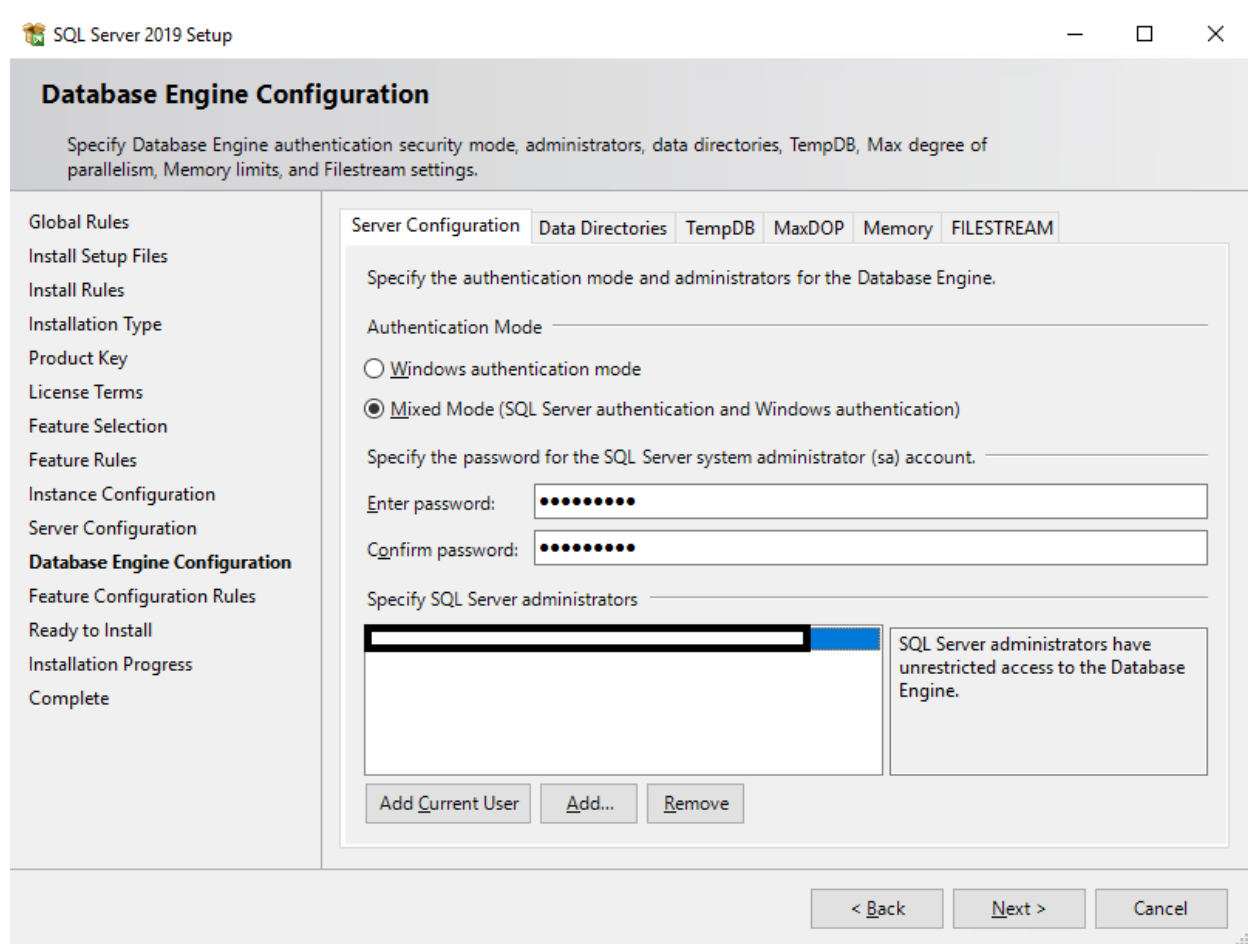 SQL Server 2019 Setup
Database Engine Configuration
Specify Database Engine authentication security mode, administrators, data directories, TempDB, Max degree of
parallelism, Memory limits, and Filestream settings.
Global Rules
Install Setup Files
Install Rules
Installation Type
Product Key
License Terms
Feature Selection
Feature Rules
Instance Configuration
Server Configuration
Database Engine Configuration
Feature Configuration Rules
Ready to Install
Installation Progress
Complete
Server Configuration Data Directories TempDB MaxDOP Memory FILESTREAM
Specify the authentication mode and administrators for the Database Engine.
Authentication Mode
Windows authentication mode
Mixed Mode (SQL Server authentication and Windows authentication)
Specify the password for the SQL Server system administrator (sa) account.
Enter password: ●●●●●●●●●
Confirm password: ●●●●●●●●●
Specify SQL Server administrators
SQL Server administrators have
unrestricted access to the Database
Engine.
Add Current User Add... Remove
< Back Next > Cancel